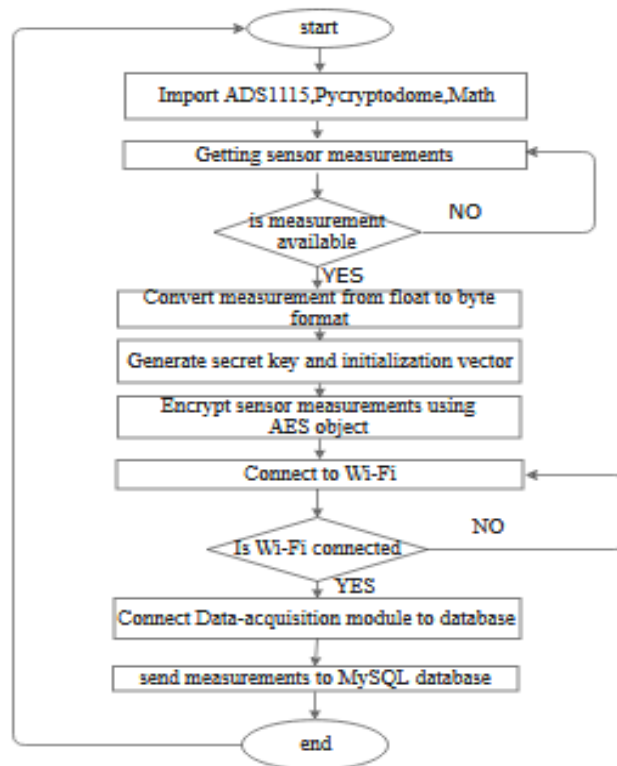 start
Import ADS1115,Pycryptodome,Math
Getting sensor measurements
is measurement
available
NO
YES
Convert measurement from float to byte
format
Generate secret key and initialization vector
Encrypt sensor measurements using
AES object
Connect to Wi-Fi
Is Wi-Fi connected
NO
YES
Connect Data-acquisition module to database
send measurements to MySQL database
end